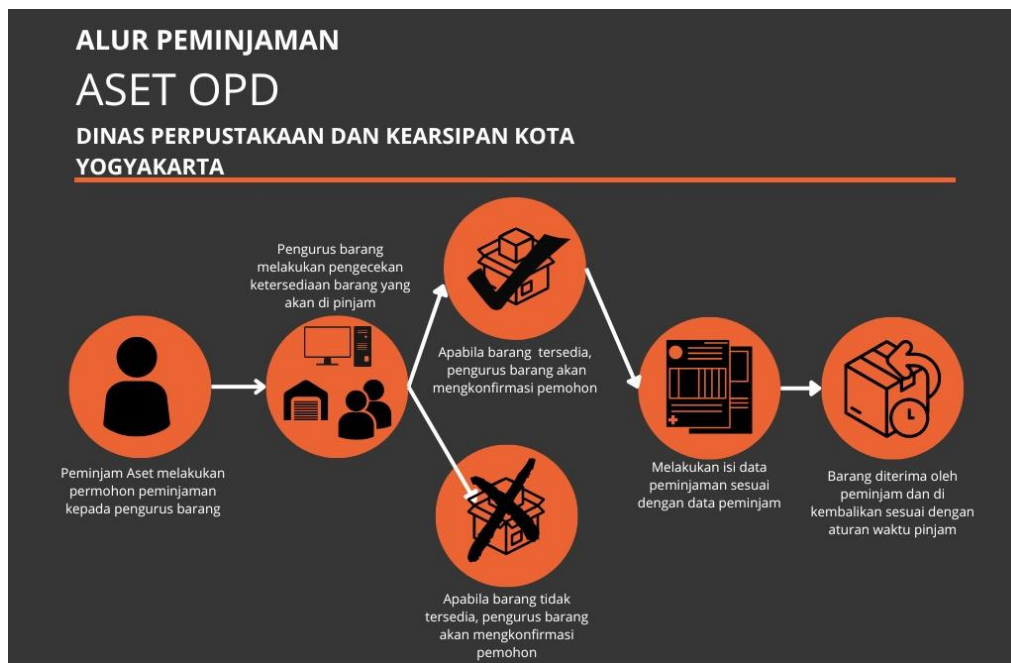 ALUR PEMINJAMAN
ASET OPD
DINAS PERPUSTAKAAN DAN KEARSIPAN KOTA
YOGYAKARTA
Peminjam Aset melakukan
permohon peminjaman
kepada pengurus barang
Pengurus barang
melakukan pengecekan
ketersediaan barang yang
akan di pinjam
Apabila barang tersedia,
pengurus barang akan
mengkonfirmasi pemohon
Apabila barang tidak
tersedia, pengurus barang
akan mengkonfirmasi
pemohon
Melakukan isi data
peminjaman sesuai
dengan data peminjam
Barang diterima oleh
peminjam dan di
kembalikan sesuai dengan
aturan waktu pinjam